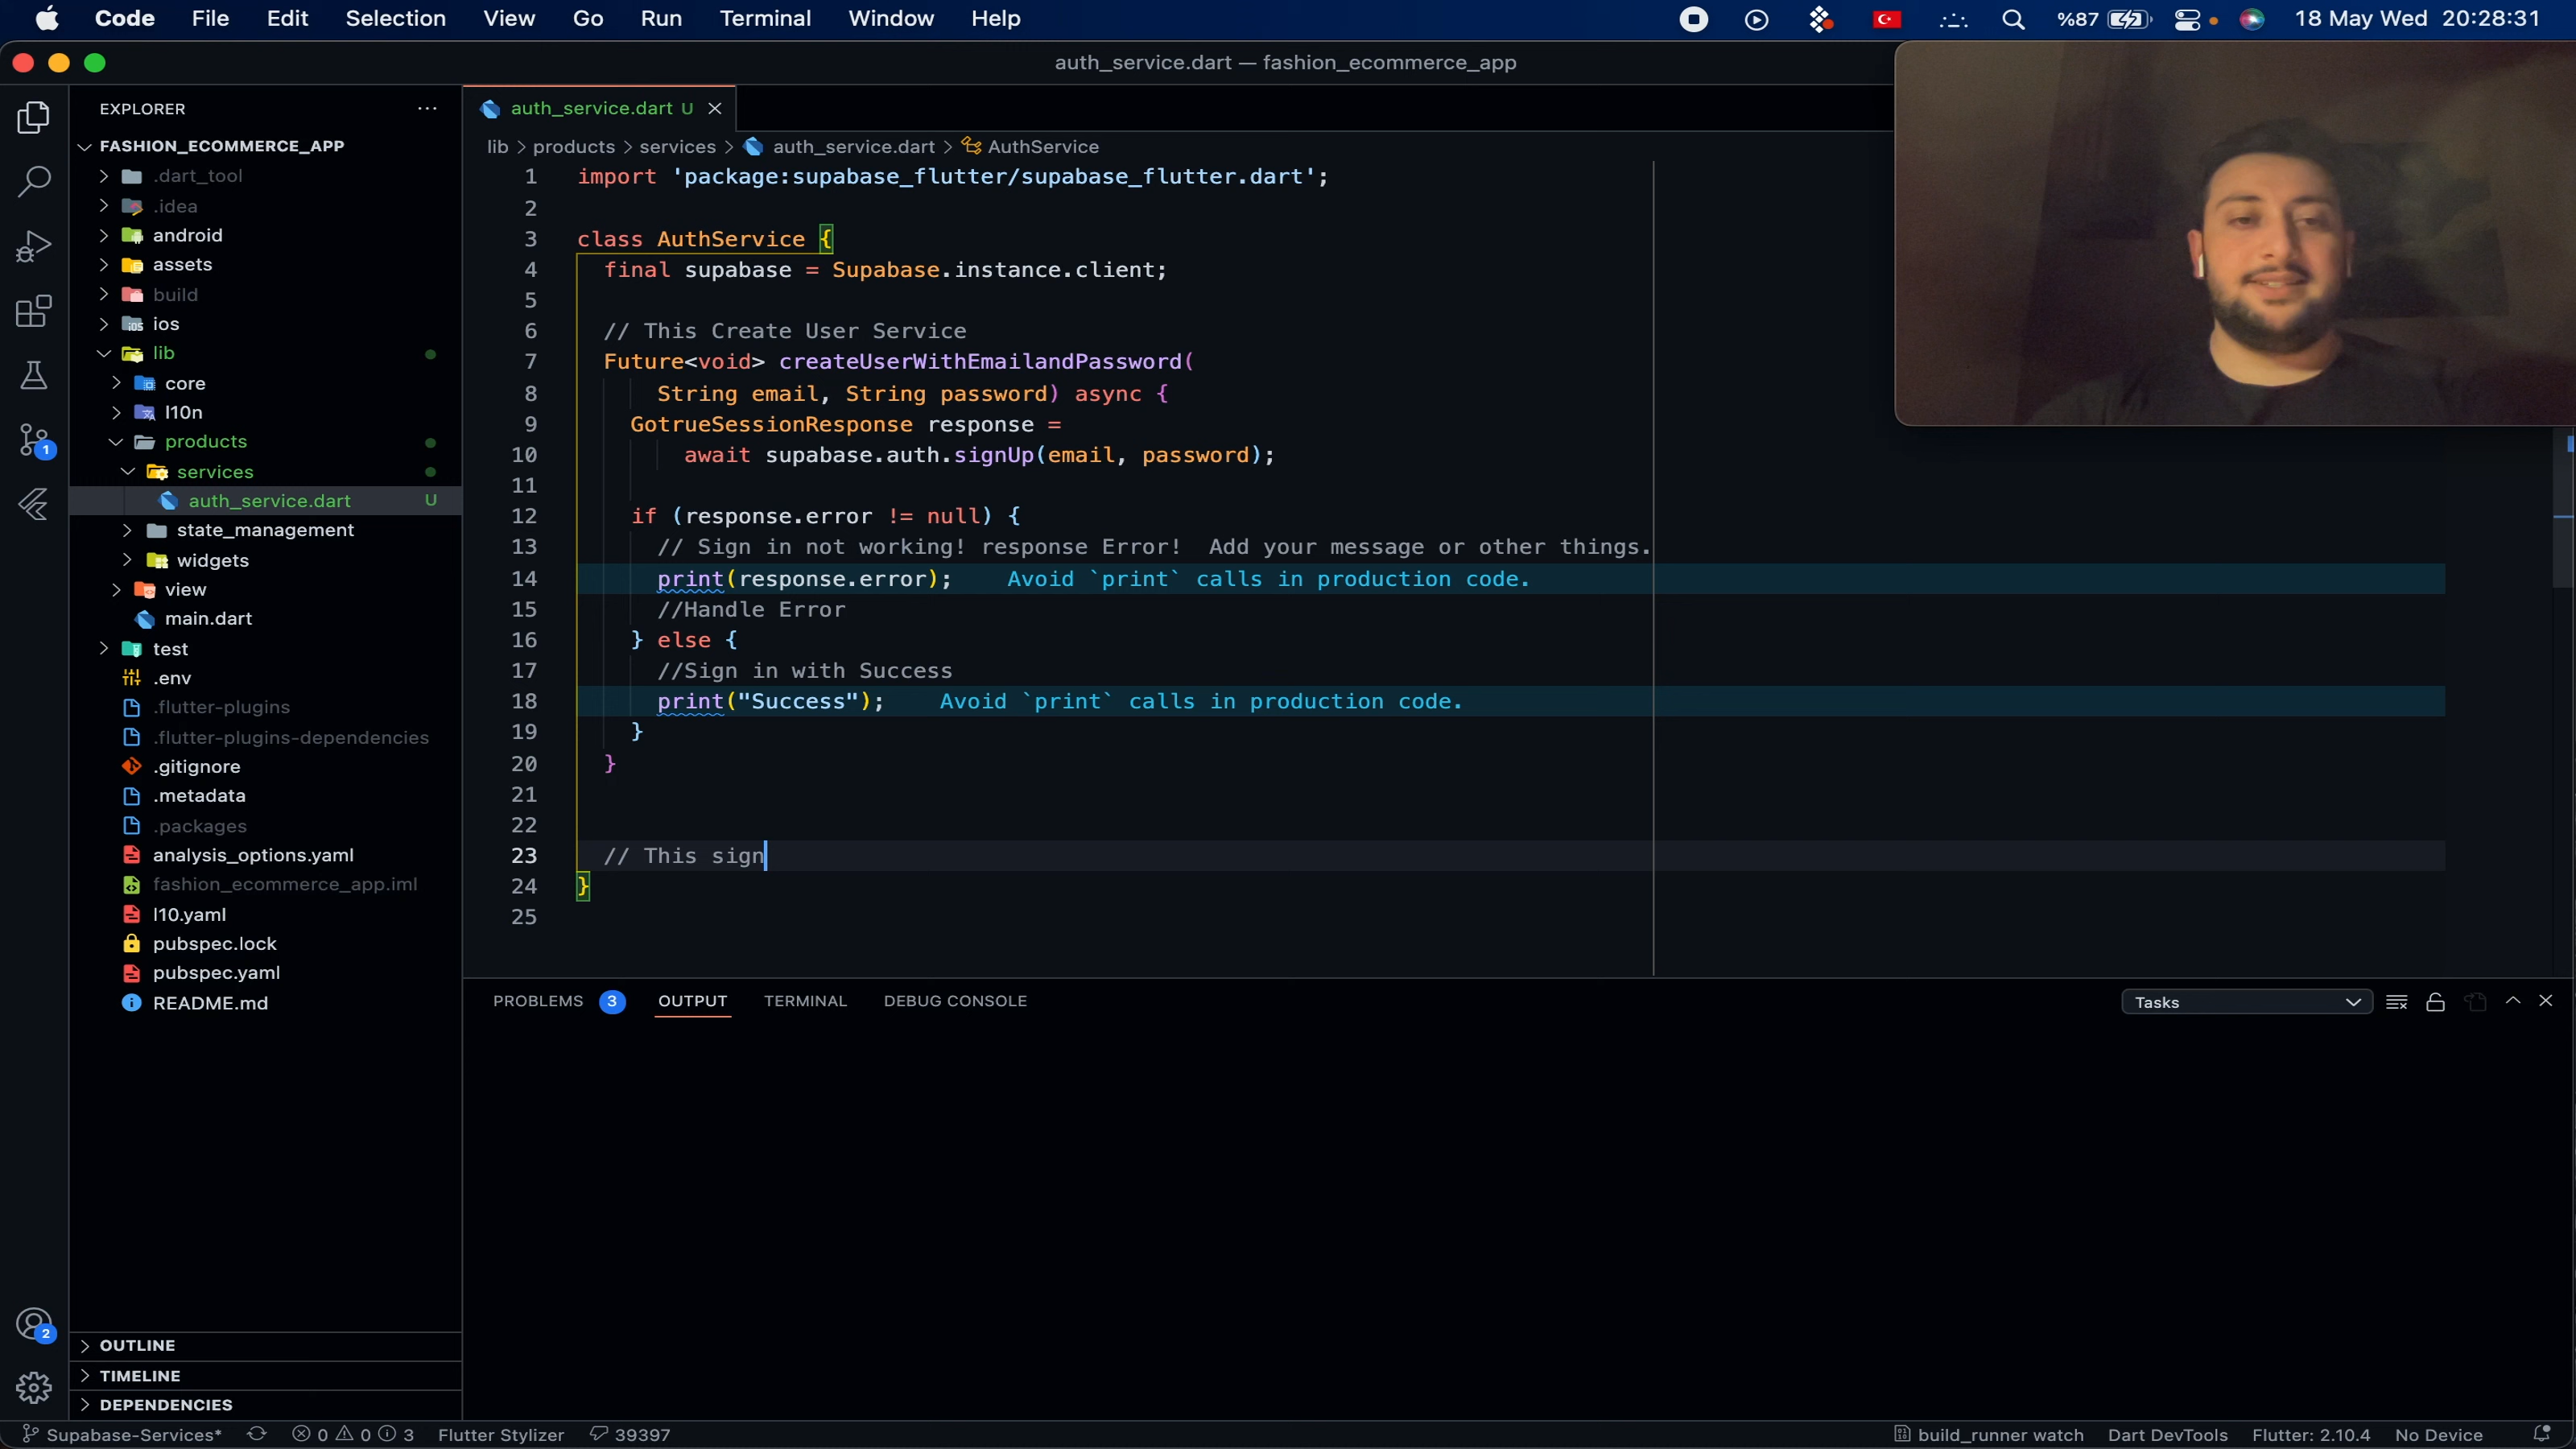 Code File Edit Selection View Go Run Terminal Window Help %87 18 May Wed 20:28:31
auth_service.dart — fashion_ecommerce_app
EXPLORER
FASHION_ECOMMERCE_APP
.dart_tool
.idea
android
assets
build
ios
lib
core
l10n
products
services
auth_service.dart U
state_management
widgets
view
main.dart
test
.env
.flutter-plugins
.flutter-plugins-dependencies
.gitignore
.metadata
.packages
analysis_options.yaml
fashion_ecommerce_app.iml
l10.yaml
pubspec.lock
pubspec.yaml
README.md
OUTLINE
TIMELINE
DEPENDENCIES
1
2
auth_service.dart U
lib > products > services > auth_service.dart > AuthService
1 import 'package:supabase_flutter/supabase_flutter.dart';
2
3 class AuthService {
4 final supabase = Supabase.instance.client;
5
6 // This Create User Service
7 Future<void> createUserWithEmailandPassword(
8 String email, String password) async {
9 GotrueSessionResponse response =
10 await supabase.auth.signUp(email, password);
11
12 if (response.error != null) {
13 // Sign in not working! response Error!  Add your message or other things.
14 print(response.error); Avoid `print` calls in production code.
15 //Handle Error
16 } else {
17 //Sign in with Success
18 print("Success"); Avoid `print` calls in production code.
19 }
20 }
21
22
23 // This sign
24 }
25
PROBLEMS 3 OUTPUT TERMINAL DEBUG CONSOLE Tasks
Supabase-Services* 0 0 3 Flutter Stylizer 39397 build_runner watch Dart DevTools Flutter: 2.10.4 No Device